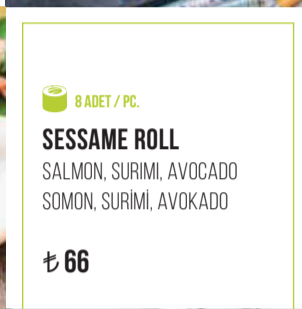 8 ADET / PC.
SESSAME ROLL
SALMON, SURIMI, AVOCADO
SOMON, SURİMİ, AVOKADO
₺ 66